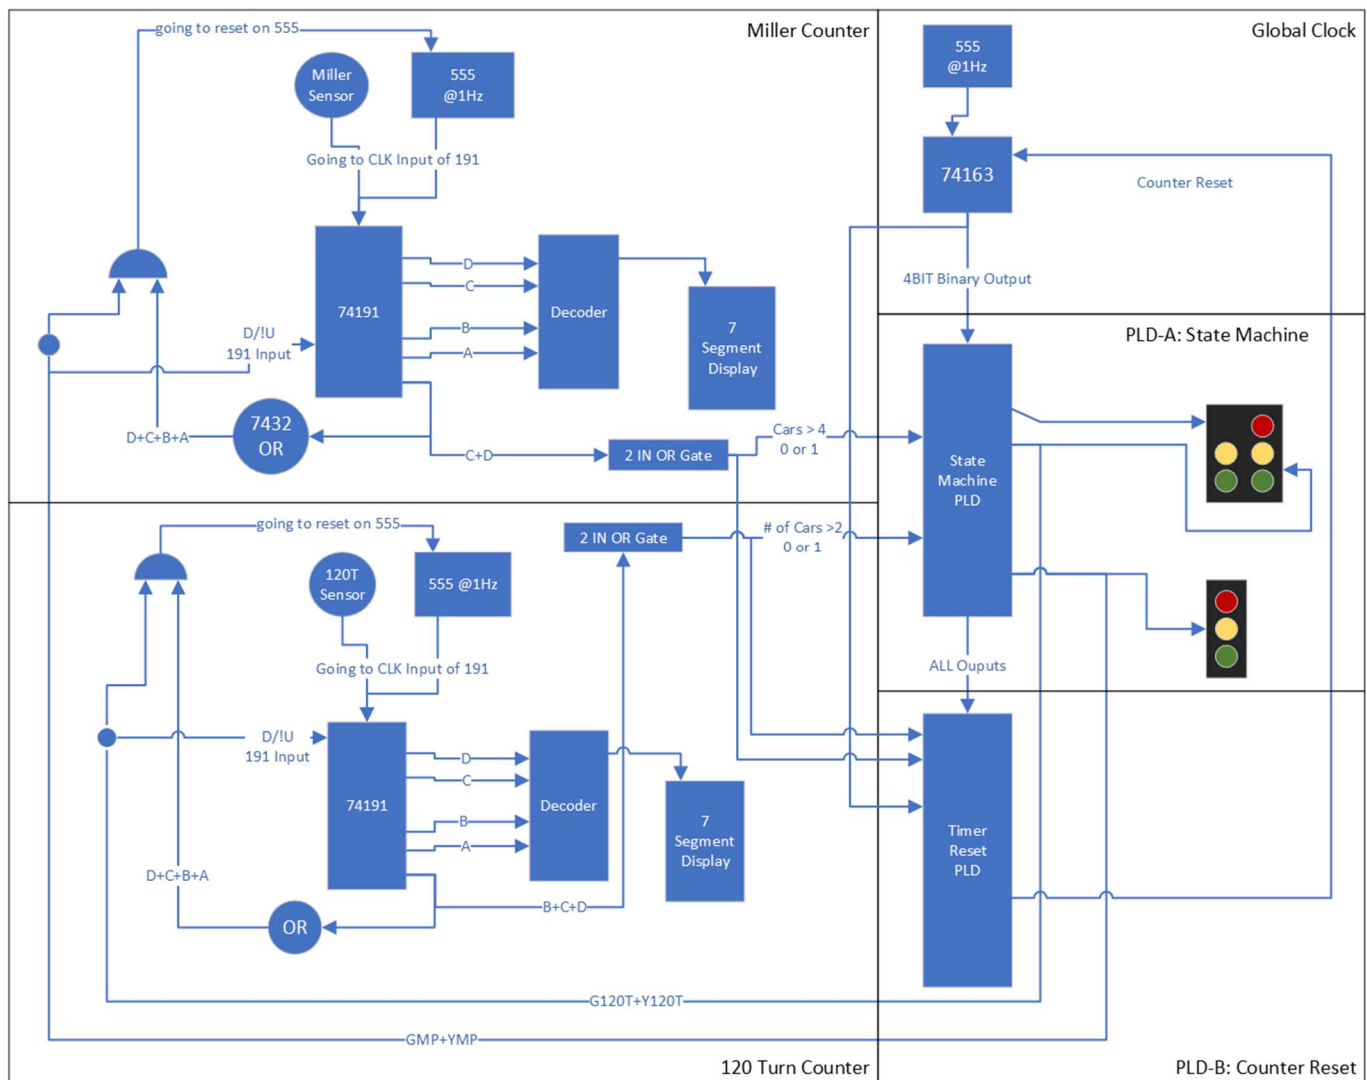 going to reset on 555
Miller Counter
Miller
Sensor
555
@1Hz
Going to CLK Input of 191
74191
D
C
B
A
Decoder
7
Segment
Display
D/!U
191 Input
7432
OR
D+C+B+A
C+D
2 IN OR Gate
Cars > 4
0 or 1
Global Clock
555
@1Hz
74163
Counter Reset
4BIT Binary Output
PLD-A: State Machine
State
Machine
PLD
ALL Ouputs
going to reset on 555
120T
Sensor
555 @1Hz
2 IN OR Gate
# of Cars >2
0 or 1
Going to CLK Input of 191
D/!U
191 Input
74191
D
C
B
A
Decoder
7
Segment
Display
D+C+B+A
OR
B+C+D
G120T+Y120T
GMP+YMP
120 Turn Counter
Timer
Reset
PLD
PLD-B: Counter Reset